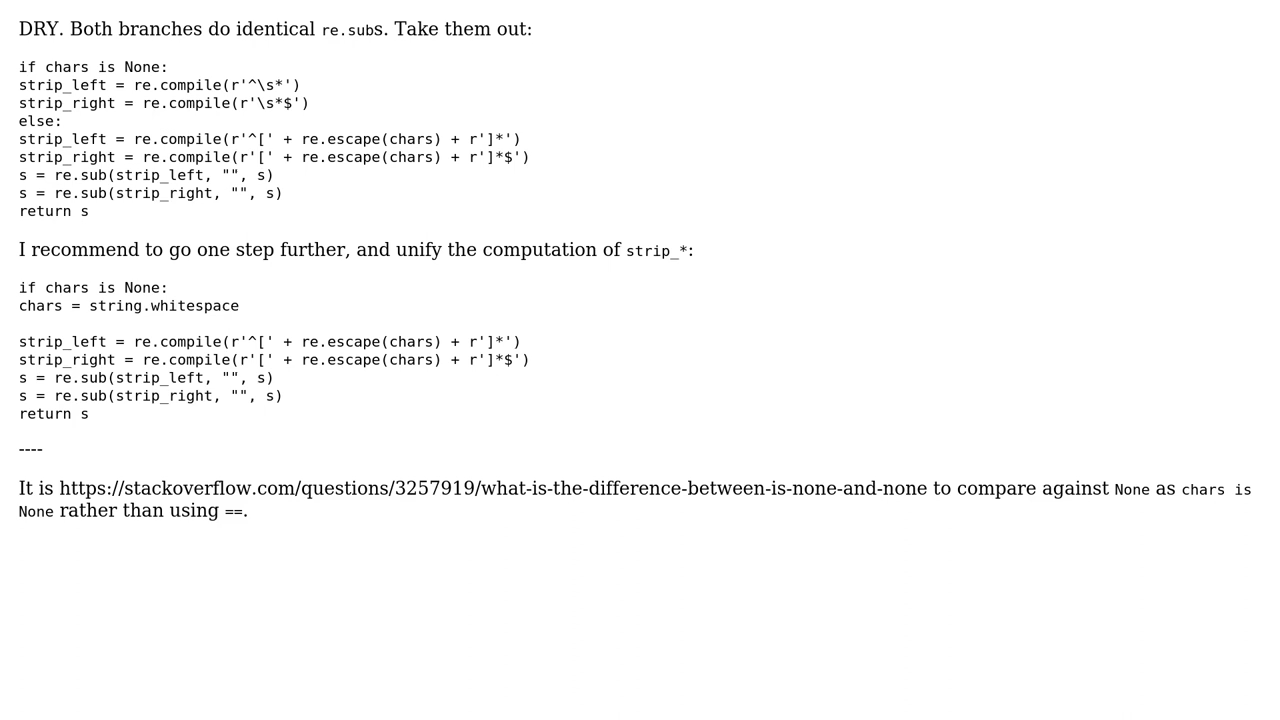 DRY. Both branches do identical re.subs. Take them out:
if chars is None:
strip_left = re.compile(r'^\s*')
strip_right = re.compile(r'\s*$')
else:
strip_left = re.compile(r'^[' + re.escape(chars) + r']*')
strip_right = re.compile(r'[' + re.escape(chars) + r']*$')
s = re.sub(strip_left, "", s)
s = re.sub(strip_right, "", s)
return s
I recommend to go one step further, and unify the computation of strip_*:
if chars is None:
chars = string.whitespace
strip_left = re.compile(r'^[' + re.escape(chars) + r']*')
strip_right = re.compile(r'[' + re.escape(chars) + r']*$')
s = re.sub(strip_left, "", s)
s = re.sub(strip_right, "", s)
return s
----
It is https://stackoverflow.com/questions/3257919/what-is-the-difference-between-is-none-and-none to compare against None as chars is
None rather than using ==.